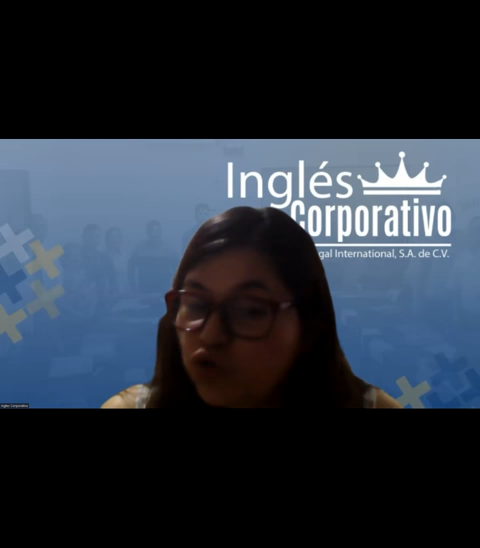 Inglés
Corporativo
gal International, S.A. de C.V.
Ingles Corporativo